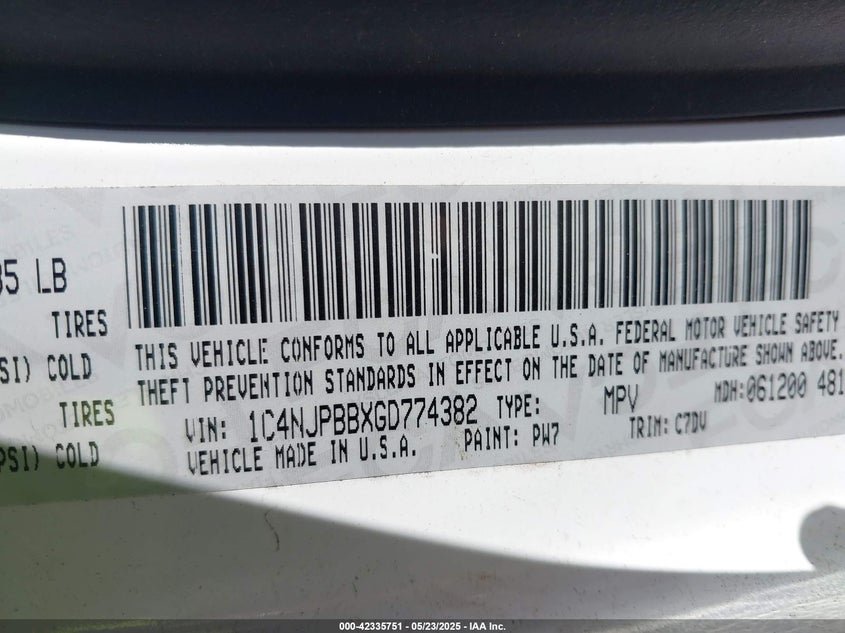 35 LB
TIRES
SI) COLD
TIRES
PSI) COLD
THIS VEHICLE CONFORMS TO ALL APPLICABLE U.S.A. FEDERAL MOTOR VEHICLE SAFETY
THEFT PREVENTION STANDARDS IN EFFECT ON THE DATE OF MANUFACTURE SHOWN ABOVE.
VIN: 1C4NJPBBXGD774382 TYPE: MPV MDH:061200 481
VEHICLE MADE IN U.S.A. PAINT: PW7 TRIM: C7DV
000-42335751 — 05/23/2025 — IAA Inc.